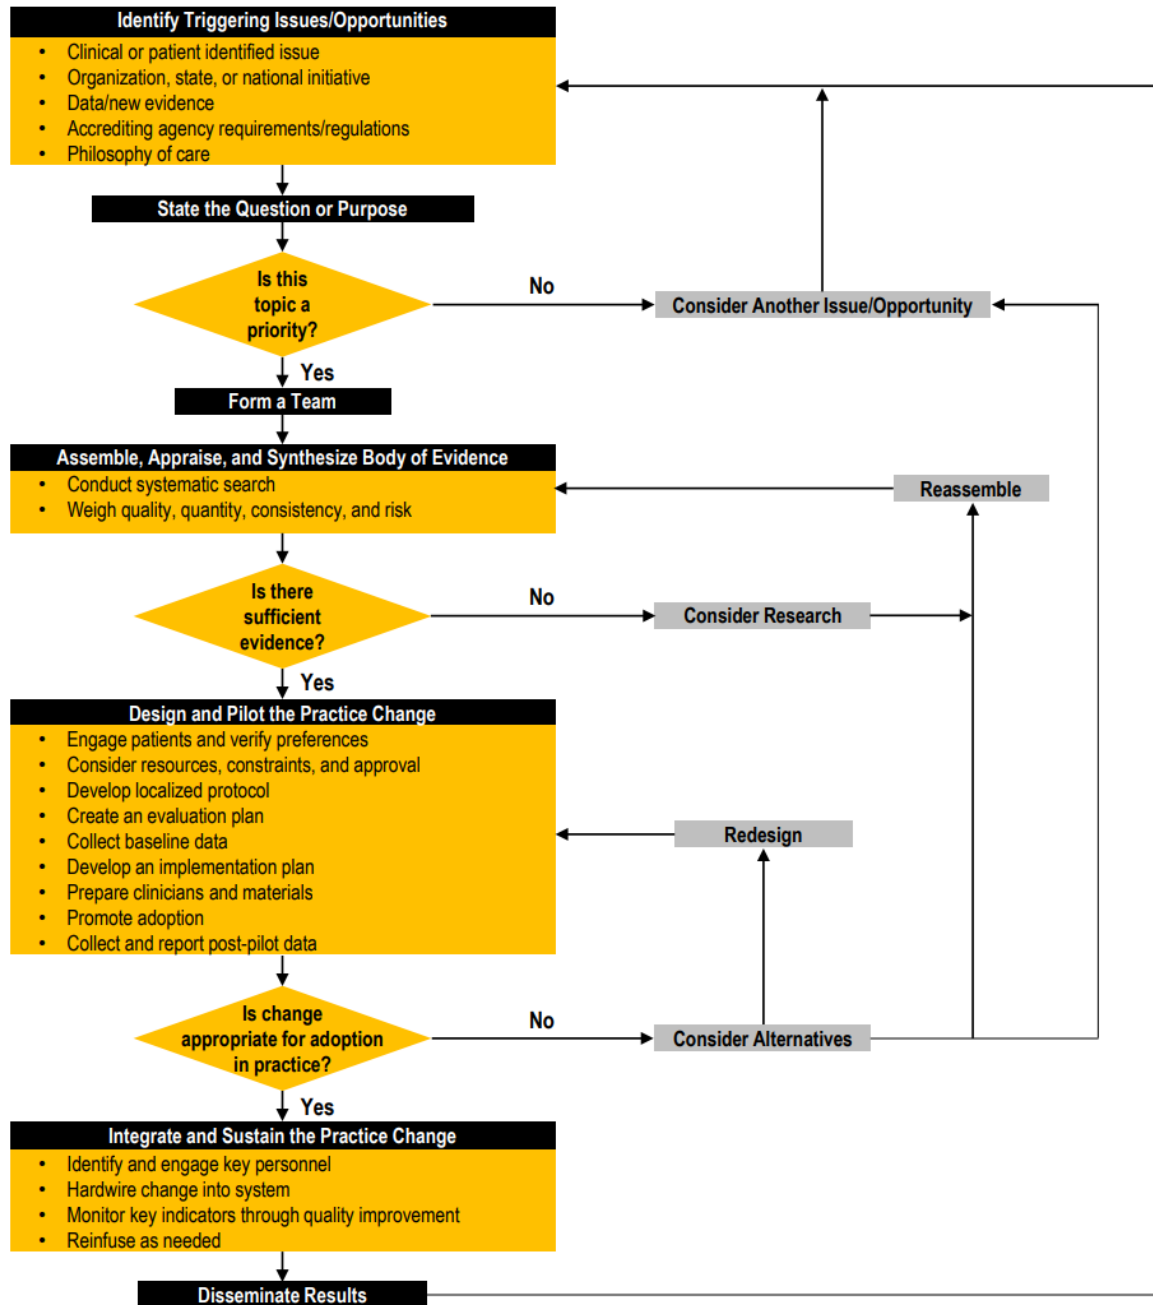 Identify Triggering Issues/Opportunities
• Clinical or patient identified issue
• Organization, state, or national initiative
• Data/new evidence
• Accrediting agency requirements/regulations
• Philosophy of care
State the Question or Purpose
Is this
topic a
priority?
No
Consider Another Issue/Opportunity
Yes
Form a Team
Assemble, Appraise, and Synthesize Body of Evidence
• Conduct systematic search
• Weigh quality, quantity, consistency, and risk
Reassemble
Is there
sufficient
evidence?
No
Consider Research
Yes
Design and Pilot the Practice Change
• Engage patients and verify preferences
• Consider resources, constraints, and approval
• Develop localized protocol
• Create an evaluation plan
• Collect baseline data
• Develop an implementation plan
• Prepare clinicians and materials
• Promote adoption
• Collect and report post-pilot data
Redesign
Is change
appropriate for adoption
in practice?
No
Consider Alternatives
Yes
Integrate and Sustain the Practice Change
• Identify and engage key personnel
• Hardwire change into system
• Monitor key indicators through quality improvement
• Reinfuse as needed
Disseminate Results